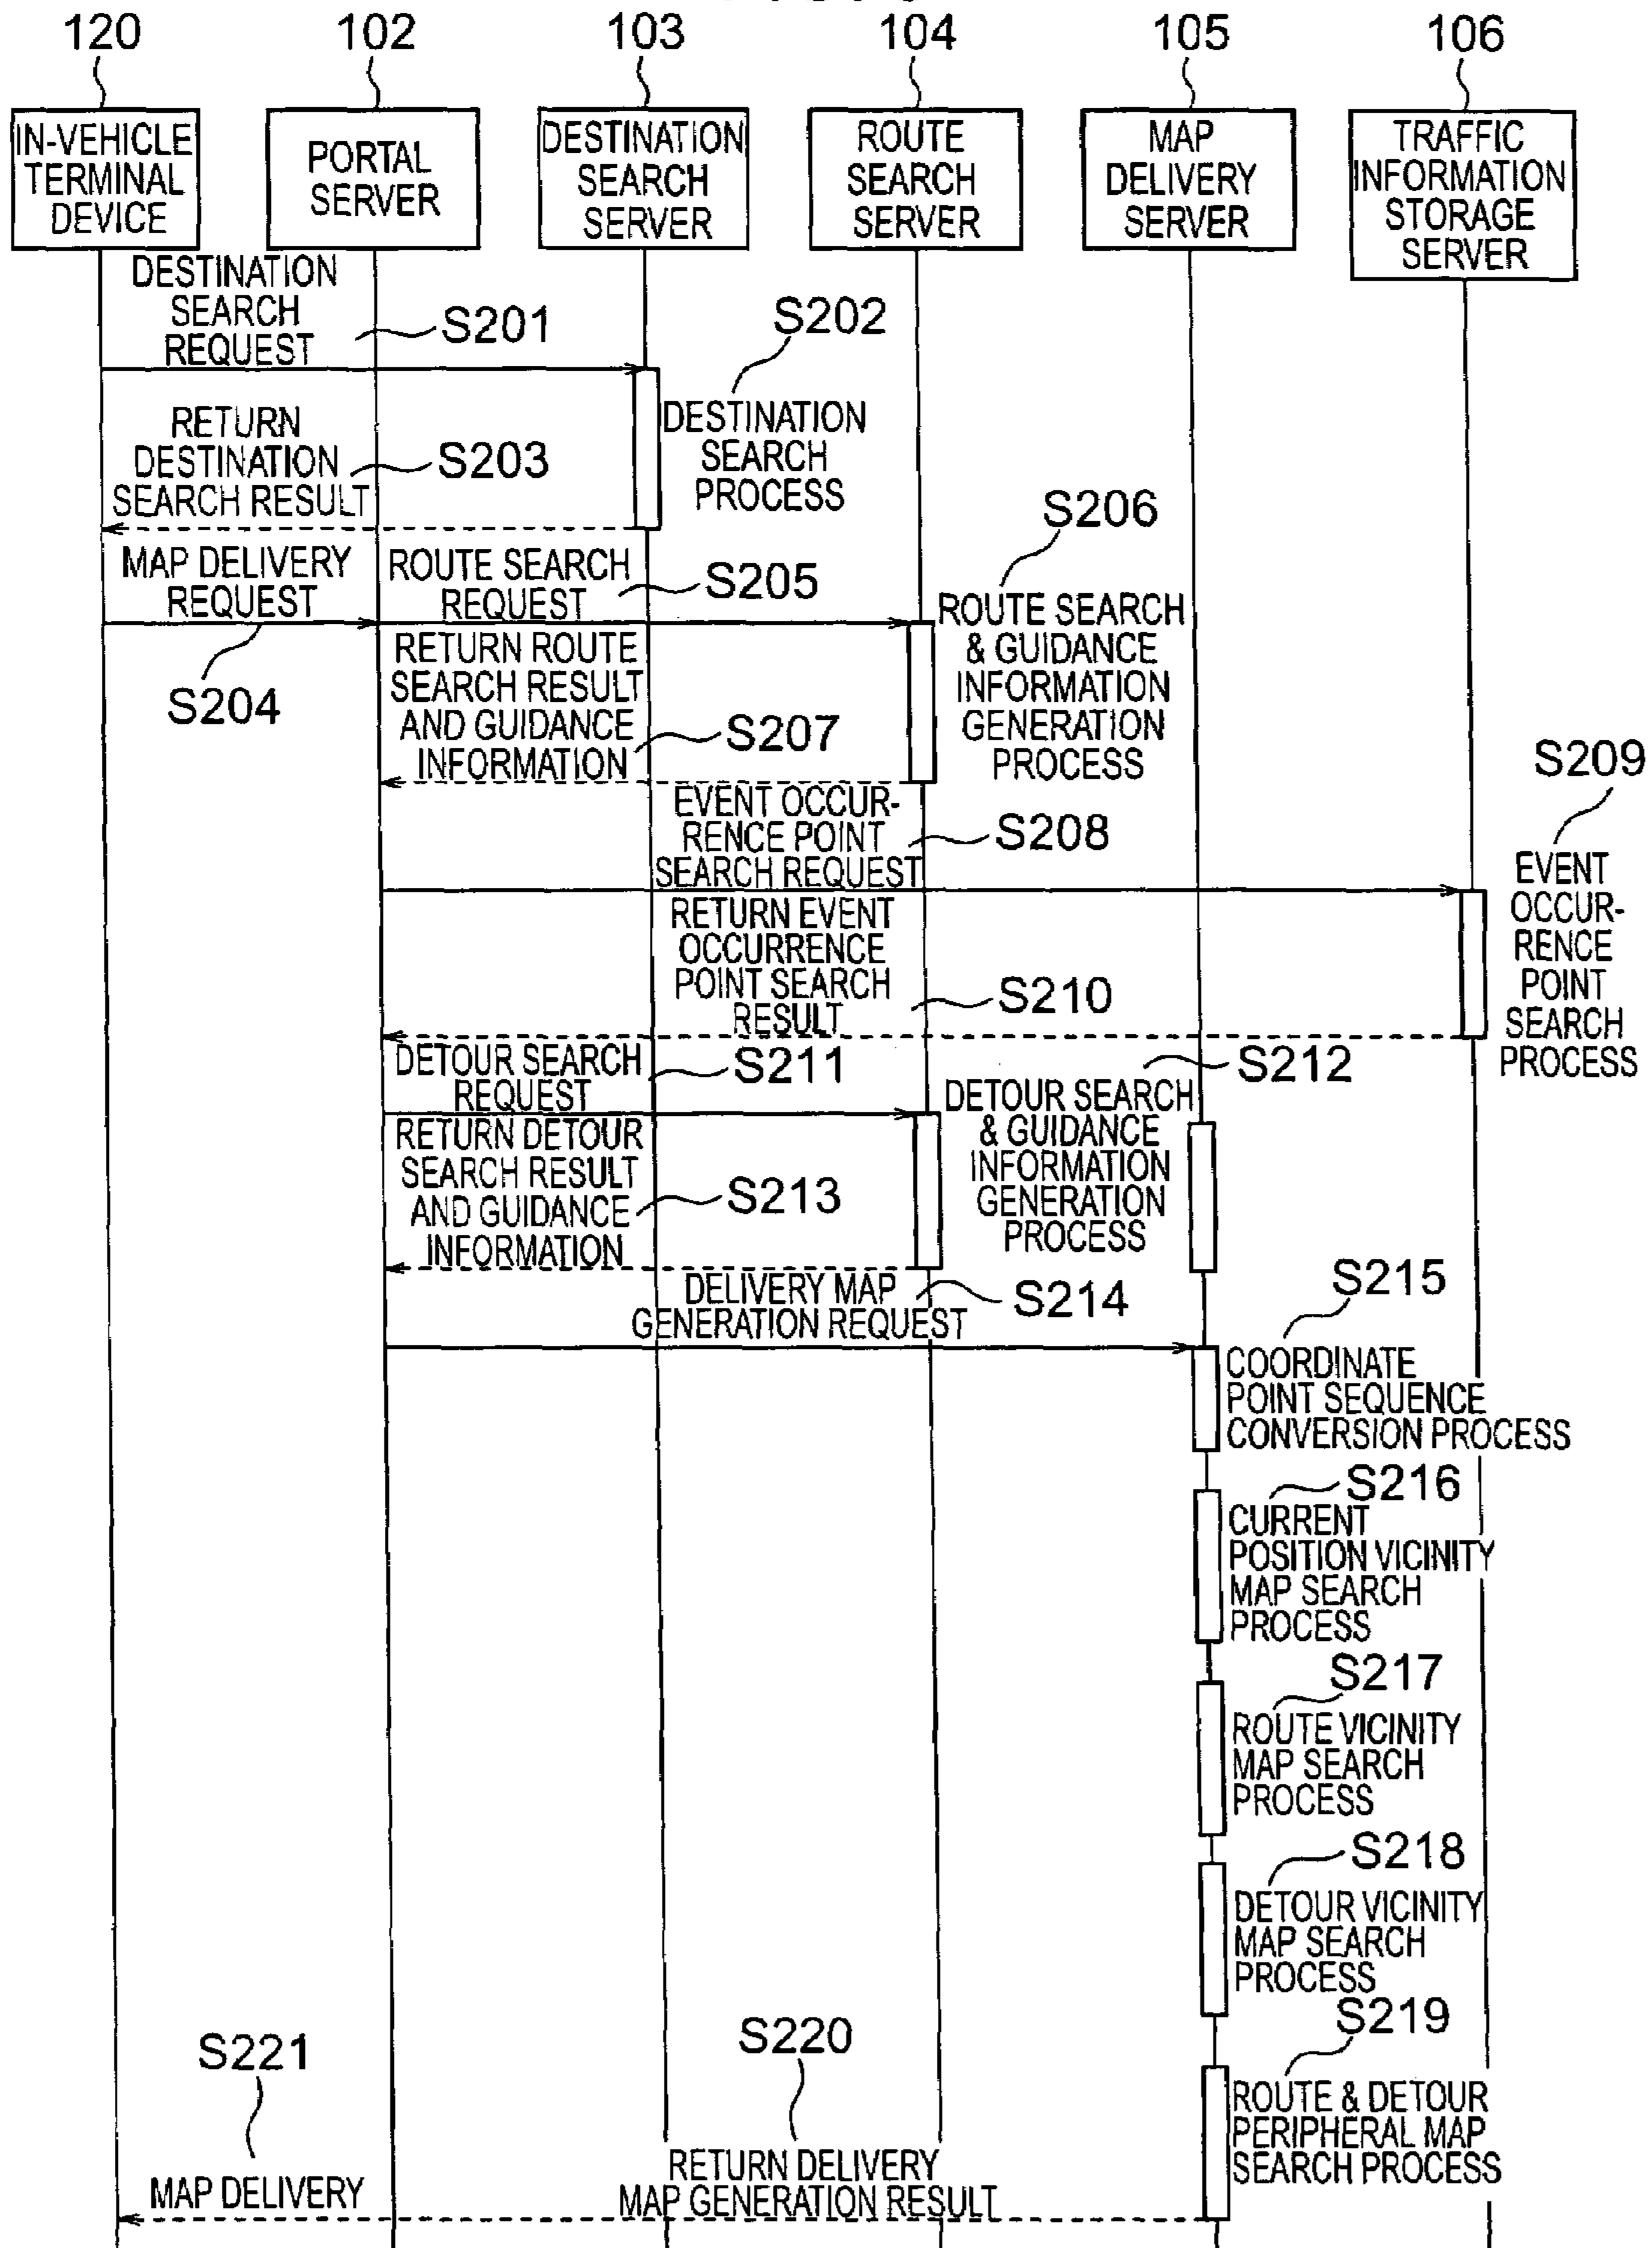 120
102
103
104
105
106
IN-VEHICLE
TERMINAL
DEVICE
PORTAL
SERVER
DESTINATION
SEARCH
SERVER
ROUTE
SEARCH
SERVER
MAP
DELIVERY
SERVER
TRAFFIC
INFORMATION
STORAGE
SERVER
DESTINATION
SEARCH
REQUEST
S201
S202
DESTINATION
SEARCH
PROCESS
RETURN
DESTINATION
SEARCH RESULT
S203
MAP DELIVERY
REQUEST
S204
ROUTE SEARCH
REQUEST
S205
S206
ROUTE SEARCH
& GUIDANCE
INFORMATION
GENERATION
PROCESS
RETURN ROUTE
SEARCH RESULT
AND GUIDANCE
INFORMATION
S207
EVENT OCCUR-
RENCE POINT
SEARCH REQUEST
S208
S209
EVENT
OCCUR-
RENCE
POINT
SEARCH
PROCESS
RETURN EVENT
OCCURRENCE
POINT SEARCH
RESULT
S210
DETOUR SEARCH
REQUEST
S211
S212
DETOUR SEARCH
& GUIDANCE
INFORMATION
GENERATION
PROCESS
RETURN DETOUR
SEARCH RESULT
AND GUIDANCE
INFORMATION
S213
DELIVERY MAP
GENERATION REQUEST
S214
S215
COORDINATE
POINT SEQUENCE
CONVERSION PROCESS
S216
CURRENT
POSITION VICINITY
MAP SEARCH
PROCESS
S217
ROUTE VICINITY
MAP SEARCH
PROCESS
S218
DETOUR VICINITY
MAP SEARCH
PROCESS
S219
ROUTE & DETOUR
PERIPHERAL MAP
SEARCH PROCESS
S220
RETURN DELIVERY
MAP GENERATION RESULT
S221
MAP DELIVERY